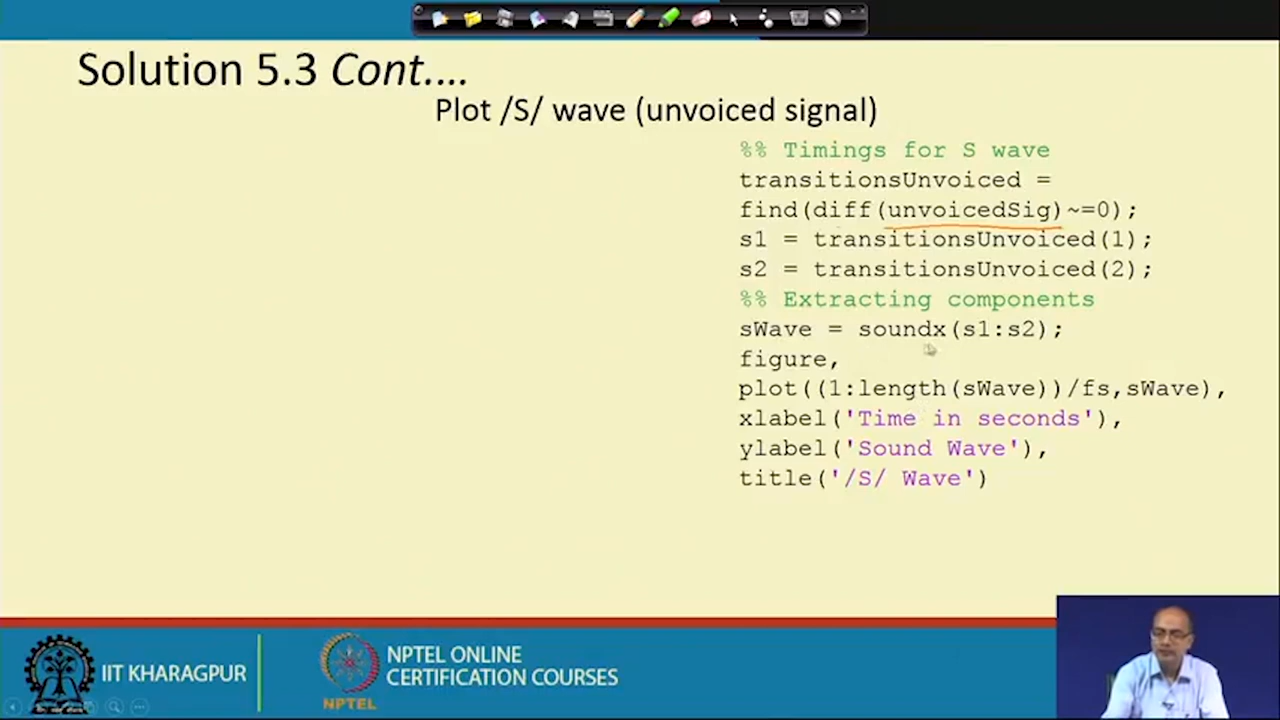 Solution 5.3 Cont....
Plot /S/ wave (unvoiced signal)
%% Timings for S wave
transitionsUnvoiced =
find(diff(unvoicedSig)~=0);
s1 = transitionsUnvoiced(1);
s2 = transitionsUnvoiced(2);
%% Extracting components
sWave = soundx(s1:s2);
figure,
plot((1:length(sWave))/fs,sWave),
xlabel('Time in seconds'),
ylabel('Sound Wave'),
title('/S/ Wave')
IIT KHARAGPUR
NPTEL
NPTEL ONLINE
CERTIFICATION COURSES